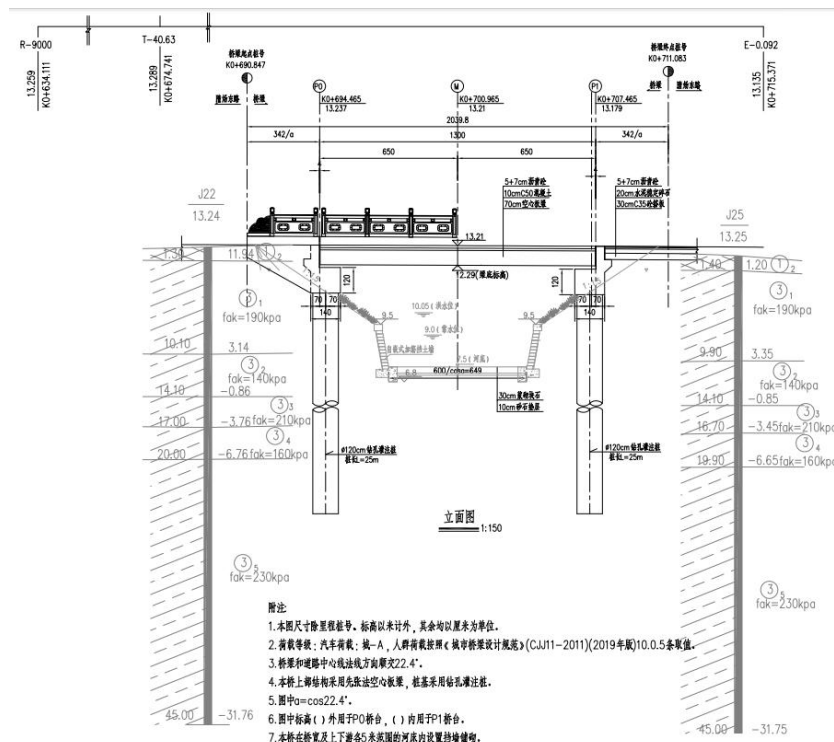 R-9000
T-40.63
E-0.092
13.259
K0+634.111
13.289
K0+674.741
13.135
K0+715.371
桥梁起点桩号
K0+690.847
桥梁终点桩号
K0+711.083
桥梁
桥梁
P0
M
P1
K0+694.465
13.237
K0+700.965
13.21
K0+707.465
13.179
2039.8
342/a
1300
342/a
650
650
J22
13.24
J25
13.25
5+7cm沥青砼
10cmC50混凝土
70cm空心板梁
5+7cm沥青砼
20cm水泥稳定碎石
30cmC35砼搭板
13.21
12.29(梁底标高)
120
120
70 70
140
70 70
140
10.05(洪水位)
9.0(常水位)
9.5
9.5
自嵌式加筋挡土墙
7.5(河底)
6.8
600/cosa=649
30cm浆砌块石
10cm砂石垫层
Ø120cm钻孔灌注桩
桩长L=25m
Ø120cm钻孔灌注桩
桩长L=25m
1.30
11.94
1.40
1.20
fak=190kpa
fak=190kpa
10.10
3.14
9.90
3.35
fak=140kpa
fak=140kpa
14.10
-0.86
14.10
-0.85
fak=210kpa
fak=210kpa
17.00
-3.76
16.70
-3.45
20.00
-6.76
fak=160kpa
19.90
-6.65
fak=160kpa
fak=230kpa
fak=230kpa
45.00
-31.76
45.00
-31.75
立面图
1:150
附注:
1.本图尺寸除里程桩号、标高以米计外，其余均以厘米为单位。
2.荷载等级：汽车荷载：城-A，人群荷载按照《城市桥梁设计规范》(CJJ11-2011)(2019年版)10.0.5条取值。
3.桥梁和道路中心线法线方向斜交22.4°。
4.本桥上部结构采用先张法空心板梁，桩基采用钻孔灌注桩。
5.图中a=cos22.4°。
6.图中标高( )外用于P0桥台，( )内用于P1桥台。
7.本桥在桥宽及上下游各5米范围的河底内设置挡墙铺砌。